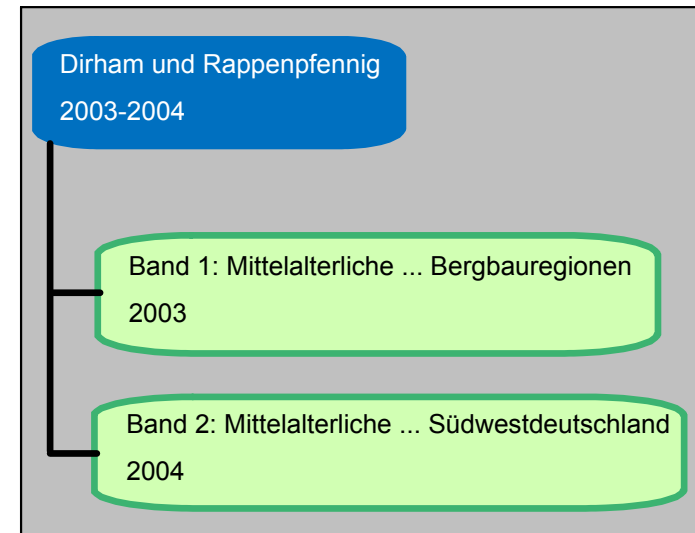 Dirham und Rappenpfennig
2003-2004
Band 1: Mittelalterliche ... Bergbauregionen
2003
Band 2: Mittelalterliche ... Südwestdeutschland
2004